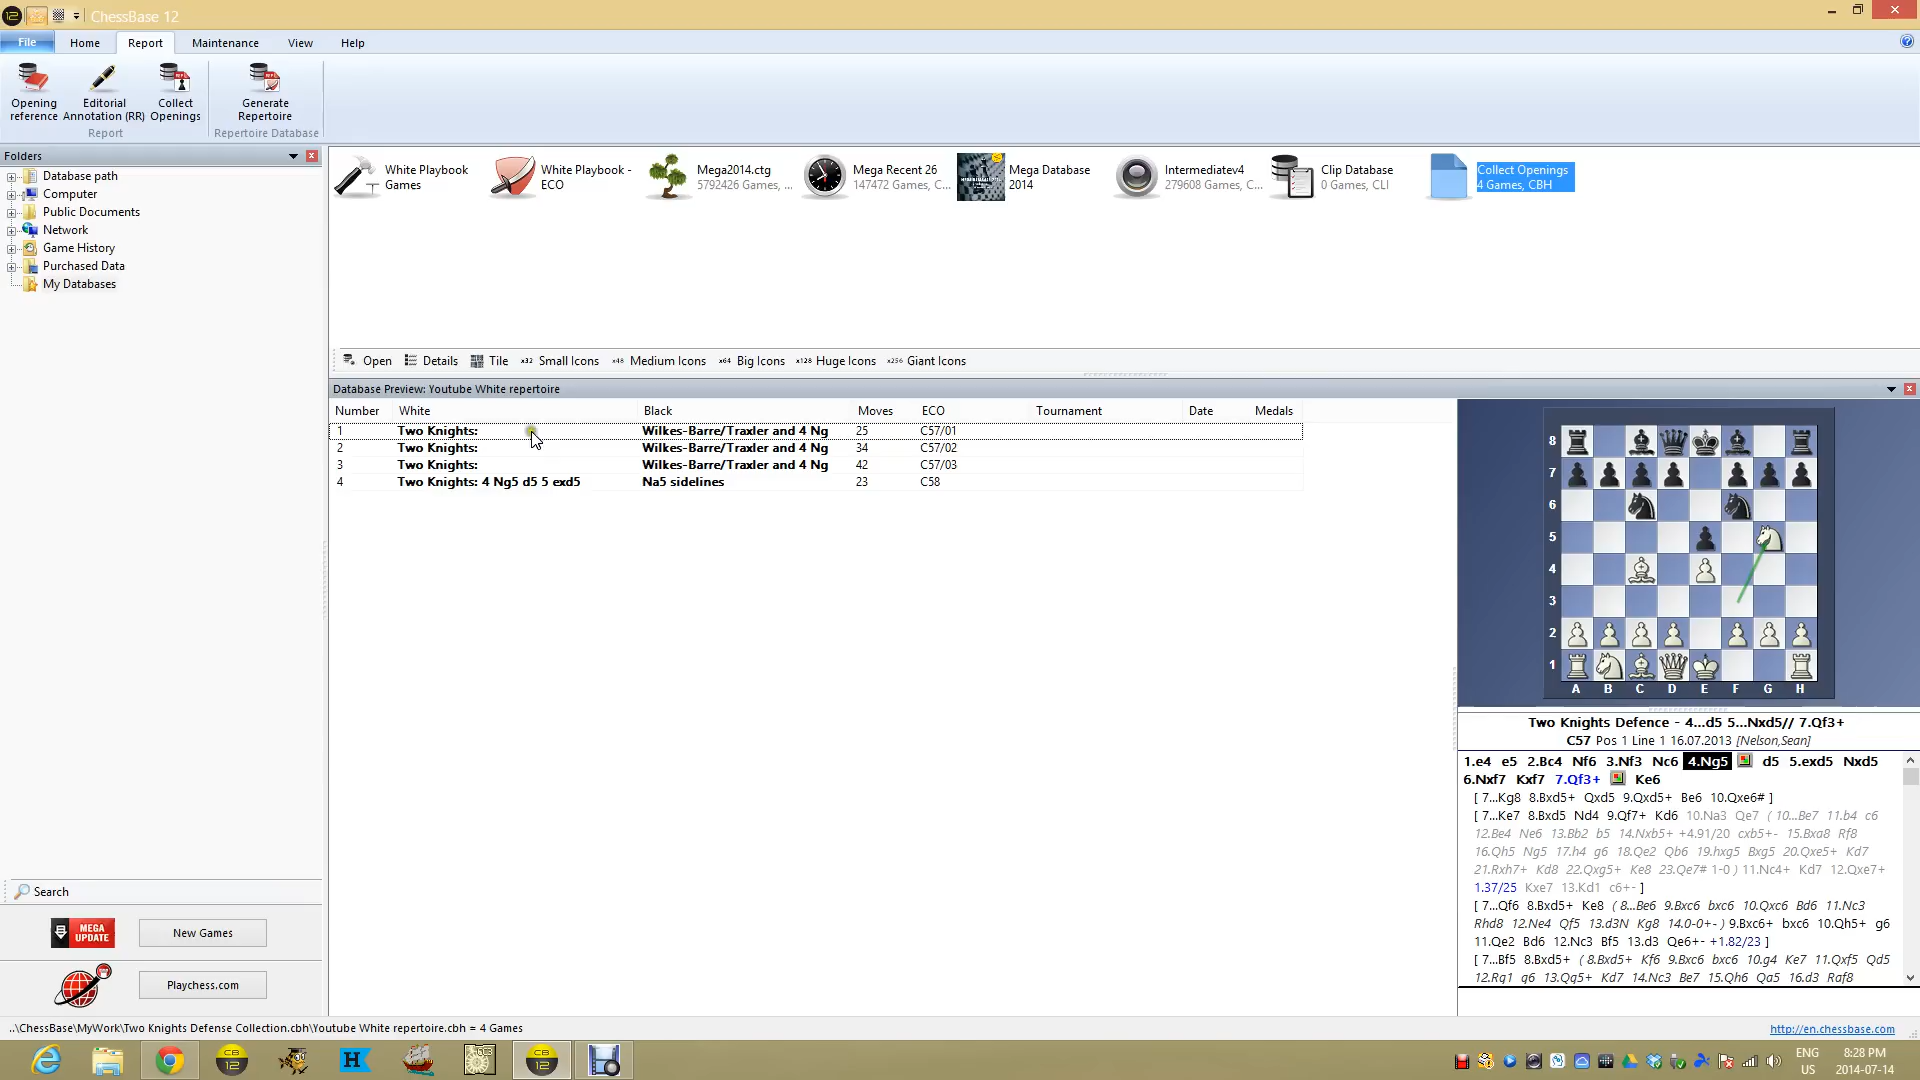 ChessBase 12
File Home Report Maintenance View Help
Opening reference
Editorial Annotation (RR)
Collect Openings
Generate Repertoire
Report
Repertoire Database
Folders
Database path
Computer
Public Documents
Network
Game History
Purchased Data
My Databases
White Playbook Games
White Playbook - ECO
Mega2014.ctg
5792426 Games, ...
Mega Recent 26
147472 Games, C...
Mega Database 2014
Intermediatev4
279608 Games, C...
Clip Database
0 Games, CLI
Collect Openings
4 Games, CBH
Open Details Tile x32 Small Icons x48 Medium Icons x64 Big Icons x128 Huge Icons x256 Giant Icons
Database Preview: Youtube White repertoire
Number White Black Moves ECO Tournament Date Medals
1 Two Knights: Wilkes-Barre/Traxler and 4 Ng 25 C57/01
2 Two Knights: Wilkes-Barre/Traxler and 4 Ng 34 C57/02
3 Two Knights: Wilkes-Barre/Traxler and 4 Ng 42 C57/03
4 Two Knights: 4 Ng5 d5 5 exd5 Na5 sidelines 23 C58
8
7
6
5
4
3
2
1
A B C D E F G H
Two Knights Defence - 4...d5 5...Nxd5// 7.Qf3+
C57 Pos 1 Line 1 16.07.2013 [Nelson,Sean]
1.e4 e5 2.Bc4 Nf6 3.Nf3 Nc6 4.Ng5 d5 5.exd5 Nxd5
6.Nxf7 Kxf7 7.Qf3+ Ke6
[ 7...Kg8 8.Bxd5+ Qxd5 9.Qxd5+ Be6 10.Qxe6# ]
[ 7...Ke7 8.Bxd5 Nd4 9.Qf7+ Kd6 10.Na3 Qe7 ( 10...Be7 11.b4 c6
12.Be4 Ne6 13.Bb2 b5 14.Nxb5+ +4.91/20 cxb5+- 15.Bxa8 Rf8
16.Qh5 Ng5 17.h4 g6 18.Qe2 Qb6 19.hxg5 Bxg5 20.Qxe5+ Kd7
21.Rxh7+ Kd8 22.Qxg5+ Ke8 23.Qe7# 1-0 ) 11.Nc4+ Kd7 12.Qxe7+
1.37/25 Kxe7 13.Kd1 c6+- ]
[ 7...Qf6 8.Bxd5+ Ke8 ( 8...Be6 9.Bxc6 bxc6 10.Qxc6 Bd6 11.Nc3
Rhd8 12.Ne4 Qf5 13.d3N Kg8 14.0-0+- ) 9.Bxc6+ bxc6 10.Qh5+ g6
11.Qe2 Bd6 12.Nc3 Bf5 13.d3 Qe6+- +1.82/23 ]
[ 7...Bf5 8.Bxd5+ ( 8.Bxd5+ Kf6 9.Bxc6 bxc6 10.g4 Ke7 11.Qxf5 Qd5
12.Rg1 g6 13.Qg5+ Kd7 14.Nc3 Be7 15.Qh6 Qa5 16.d3 Raf8
Search
MEGA UPDATE
New Games
Playchess.com
..\ChessBase\MyWork\Two Knights Defense Collection.cbh\Youtube White repertoire.cbh = 4 Games
http://en.chessbase.com
CB 12
H
CB 12
ENG US
8:28 PM
2014-07-14